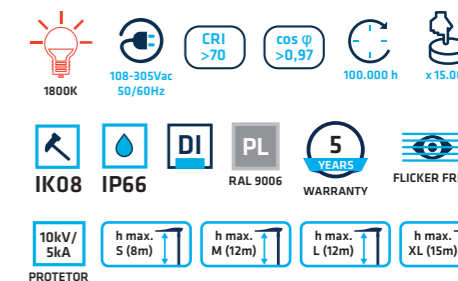 CRI
>70
cos φ
>0,97
1800K
108-305Vac
50/60Hz
100.000 h
DI
PL
5
YEARS
IK08
IP66
RAL 9006
WARRANTY
FLICKER
10kV/
5kA
h max.
S (8m)
h max.
M (12m)
h max.
L (12m)
h max.
XL (15m)
PROTETOR